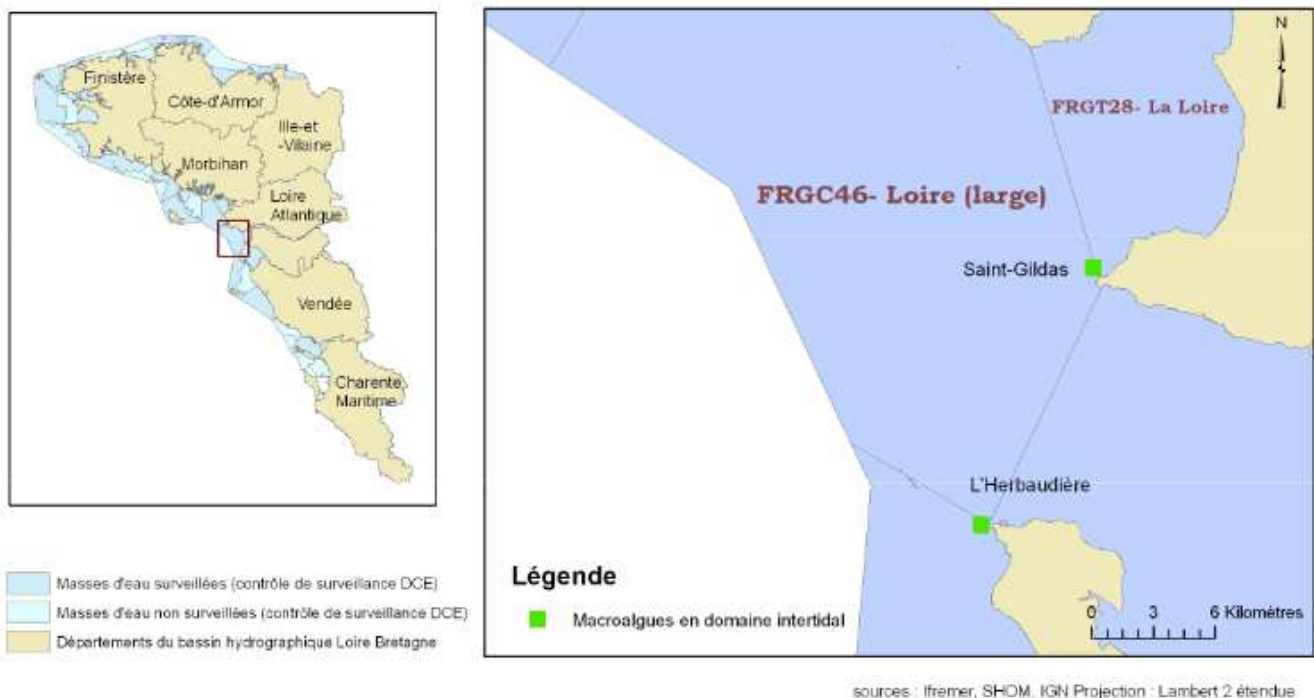 Finistère
Côte-d'Armor
Ille-et
-Vilaine
Morbihan
Loire
Atlantique
Vendée
Charente
Maritime
Masses d'eau surveillées (contrôle de surveillance DCE)
Masses d'eau non surveillées (contrôle de surveillance DCE)
Départements du bassin hydrographique Loire Bretagne
N
FRGT28- La Loire
FRGC46- Loire (large)
Saint-Gildas
L'Herbaudière
Légende
Macroalgues en domaine intertidal
0 3 6 Kilomètres
sources : Ifremer, SHOM, IGN Projection : Lambert 2 étendue